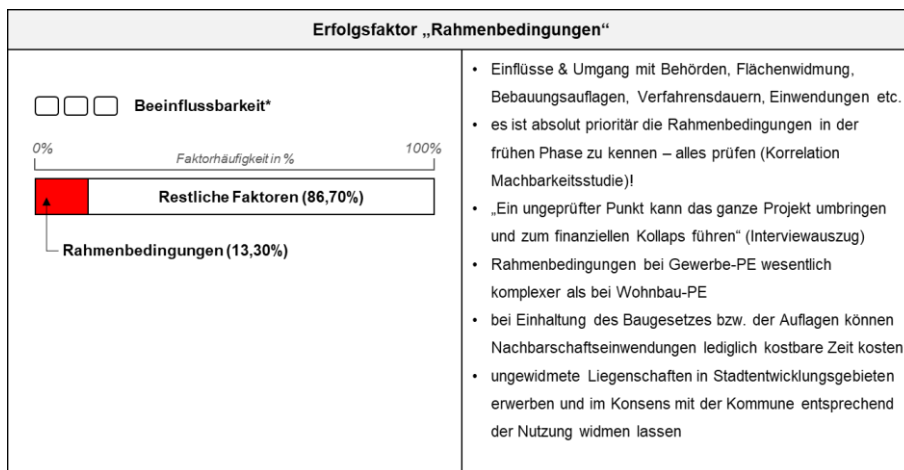 Erfolgsfaktor „Rahmenbedingungen“
Beeinflussbarkeit*
0%
Faktorhäufigkeit in %
100%
Restliche Faktoren (86,70%)
Rahmenbedingungen (13,30%)
• Einflüsse & Umgang mit Behörden, Flächenwidmung,
Bebauungsauflagen, Verfahrensdauern, Einwendungen etc.
• es ist absolut prioritär die Rahmenbedingungen in der
frühen Phase zu kennen – alles prüfen (Korrelation
Machbarkeitsstudie)!
• „Ein ungeprüfter Punkt kann das ganze Projekt umbringen
und zum finanziellen Kollaps führen“ (Interviewauszug)
• Rahmenbedingungen bei Gewerbe-PE wesentlich
komplexer als bei Wohnbau-PE
• bei Einhaltung des Baugesetzes bzw. der Auflagen können
Nachbarschaftseinwendungen lediglich kostbare Zeit kosten
• ungewidmete Liegenschaften in Stadtentwicklungsgebieten
erwerben und im Konsens mit der Kommune entsprechend
der Nutzung widmen lassen